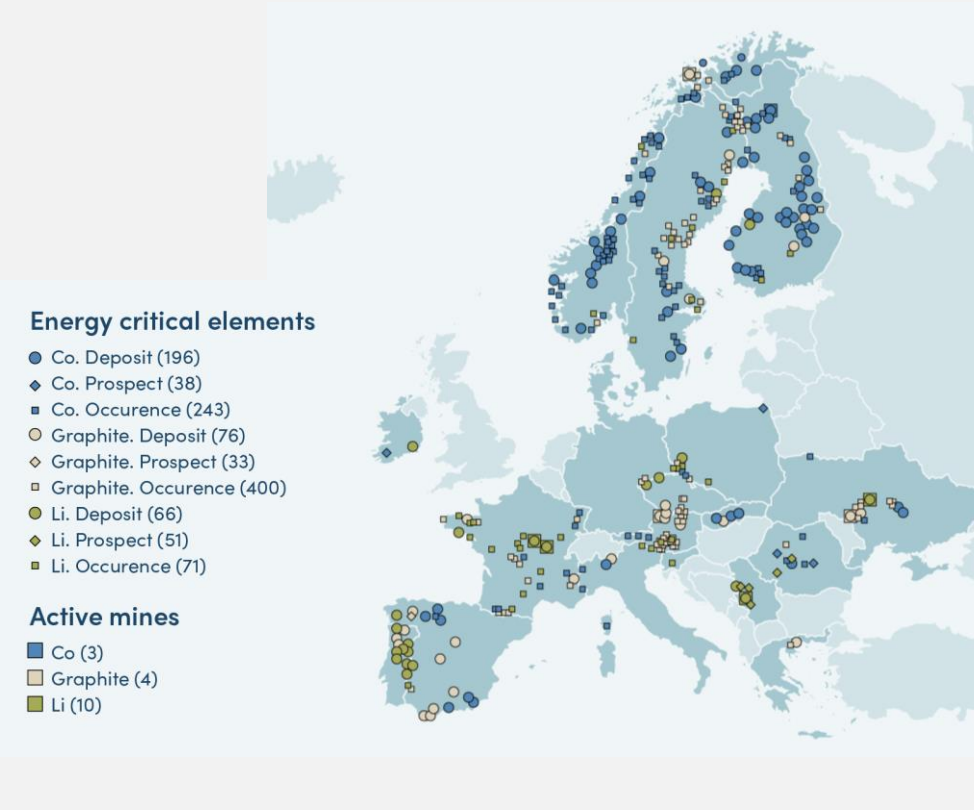 Energy critical elements
Co. Deposit (196)
Co. Prospect (38)
Co. Occurence (243)
Graphite. Deposit (76)
Graphite. Prospect (33)
Graphite. Occurence (400)
Li. Deposit (66)
Li. Prospect (51)
Li. Occurence (71)
Active mines
Co (3)
Graphite (4)
Li (10)